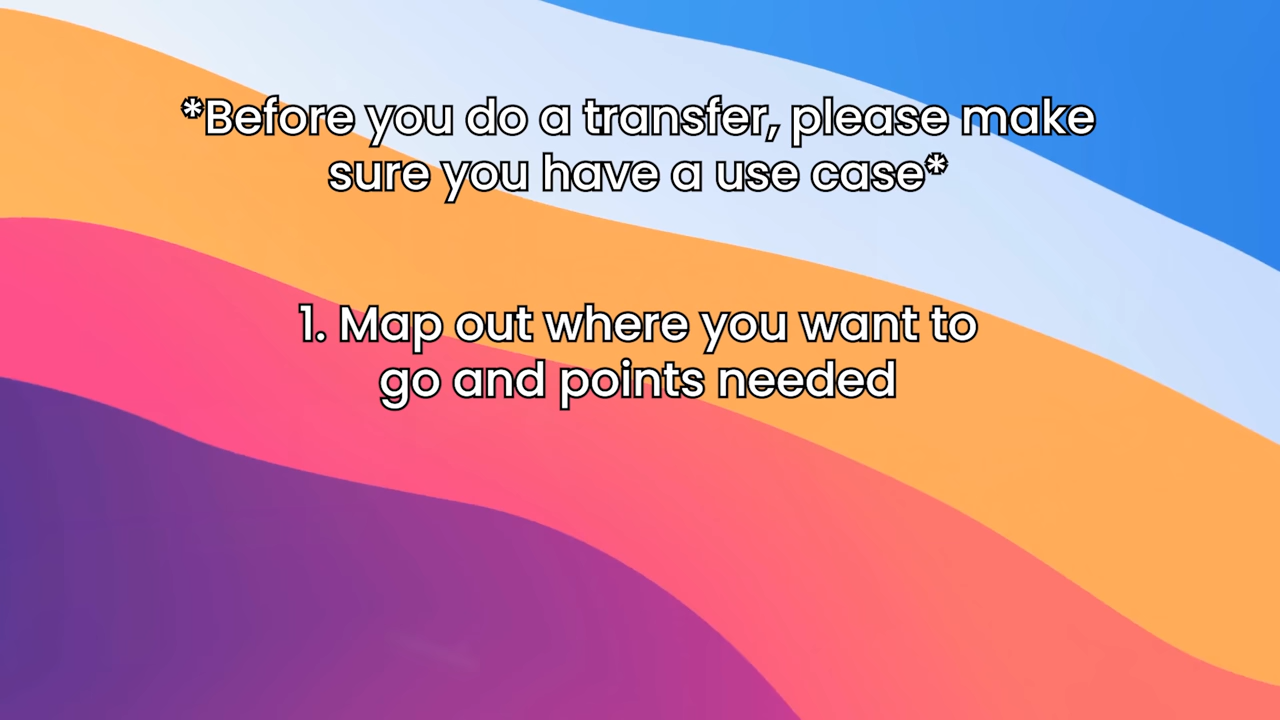 *Before you do a transfer, please make
sure you have a use case*
1. Map out where you want to
go and points needed